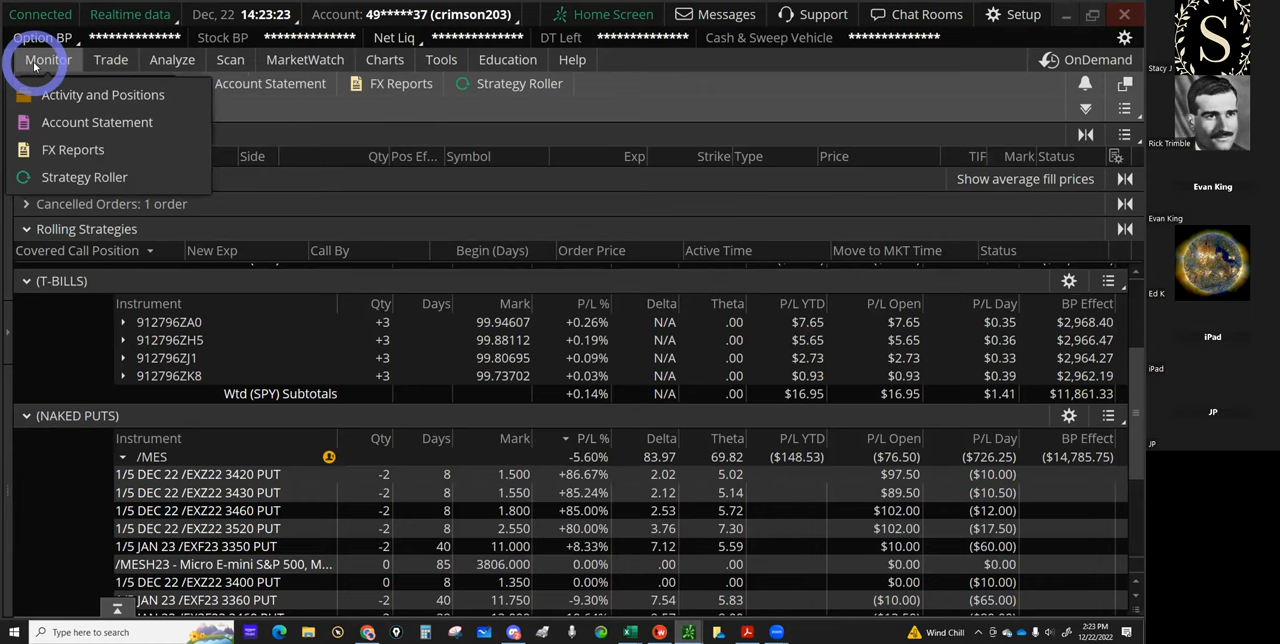 Connected Realtime data Dec, 22 14:23:23 Account: 49*****37 (crimson203) Home Screen Messages Support Chat Rooms Setup
Option BP ************** Stock BP ************** Net Liq ************** DT Left ************** Cash & Sweep Vehicle **************
Monitor Trade Analyze Scan MarketWatch Charts Tools Education Help OnDemand
Account Statement FX Reports Strategy Roller
Activity and Positions
Account Statement
FX Reports
Strategy Roller
Side Qty Pos Ef... Symbol Exp Strike Type Price TIF Mark Status
Show average fill prices
Cancelled Orders: 1 order
Rolling Strategies
Covered Call Position New Exp Call By Begin (Days) Order Price Active Time Move to MKT Time Status
(T-BILLS)
Instrument Qty Days Mark P/L % Delta Theta P/L YTD P/L Open P/L Day BP Effect
912796ZA0 +3 99.94607 +0.26% N/A .00 $7.65 $7.65 $0.35 $2,968.40
912796ZH5 +3 99.88112 +0.19% N/A .00 $5.65 $5.65 $0.36 $2,966.47
912796ZJ1 +3 99.80695 +0.09% N/A .00 $2.73 $2.73 $0.33 $2,964.27
912796ZK8 +3 99.73702 +0.03% N/A .00 $0.93 $0.93 $0.39 $2,962.19
Wtd (SPY) Subtotals +0.14% N/A .00 $16.95 $16.95 $1.41 $11,861.33
(NAKED PUTS)
Instrument Qty Days Mark P/L % Delta Theta P/L YTD P/L Open P/L Day BP Effect
/MES -5.60% 83.97 69.82 ($148.53) ($76.50) ($726.25) ($14,785.75)
1/5 DEC 22 /EXZ22 3420 PUT -2 8 1.500 +86.67% 2.02 5.02 $97.50 ($10.00)
1/5 DEC 22 /EXZ22 3430 PUT -2 8 1.550 +85.24% 2.12 5.14 $89.50 ($10.50)
1/5 DEC 22 /EXZ22 3460 PUT -2 8 1.800 +85.00% 2.53 5.72 $102.00 ($12.00)
1/5 DEC 22 /EXZ22 3520 PUT -2 8 2.550 +80.00% 3.76 7.30 $102.00 ($17.50)
1/5 JAN 23 /EXF23 3350 PUT -2 40 11.000 +8.33% 7.12 5.59 $10.00 ($60.00)
/MESH23 - Micro E-mini S&P 500, M... 0 85 3806.000 0.00% .00 .00 $0.00 $0.00
1/5 DEC 22 /EXZ22 3400 PUT 0 8 1.350 0.00% .00 .00 $0.00 ($10.00)
1/5 JAN 23 /EXF23 3360 PUT -2 40 11.750 -9.30% 7.54 5.83 ($10.00) ($65.00)
Stacy J
S
Rick Trimble
Evan King
Evan King
Ed K
iPad
iPad
JP
JP
Type here to search
Wind Chill
2:23 PM
12/22/2022